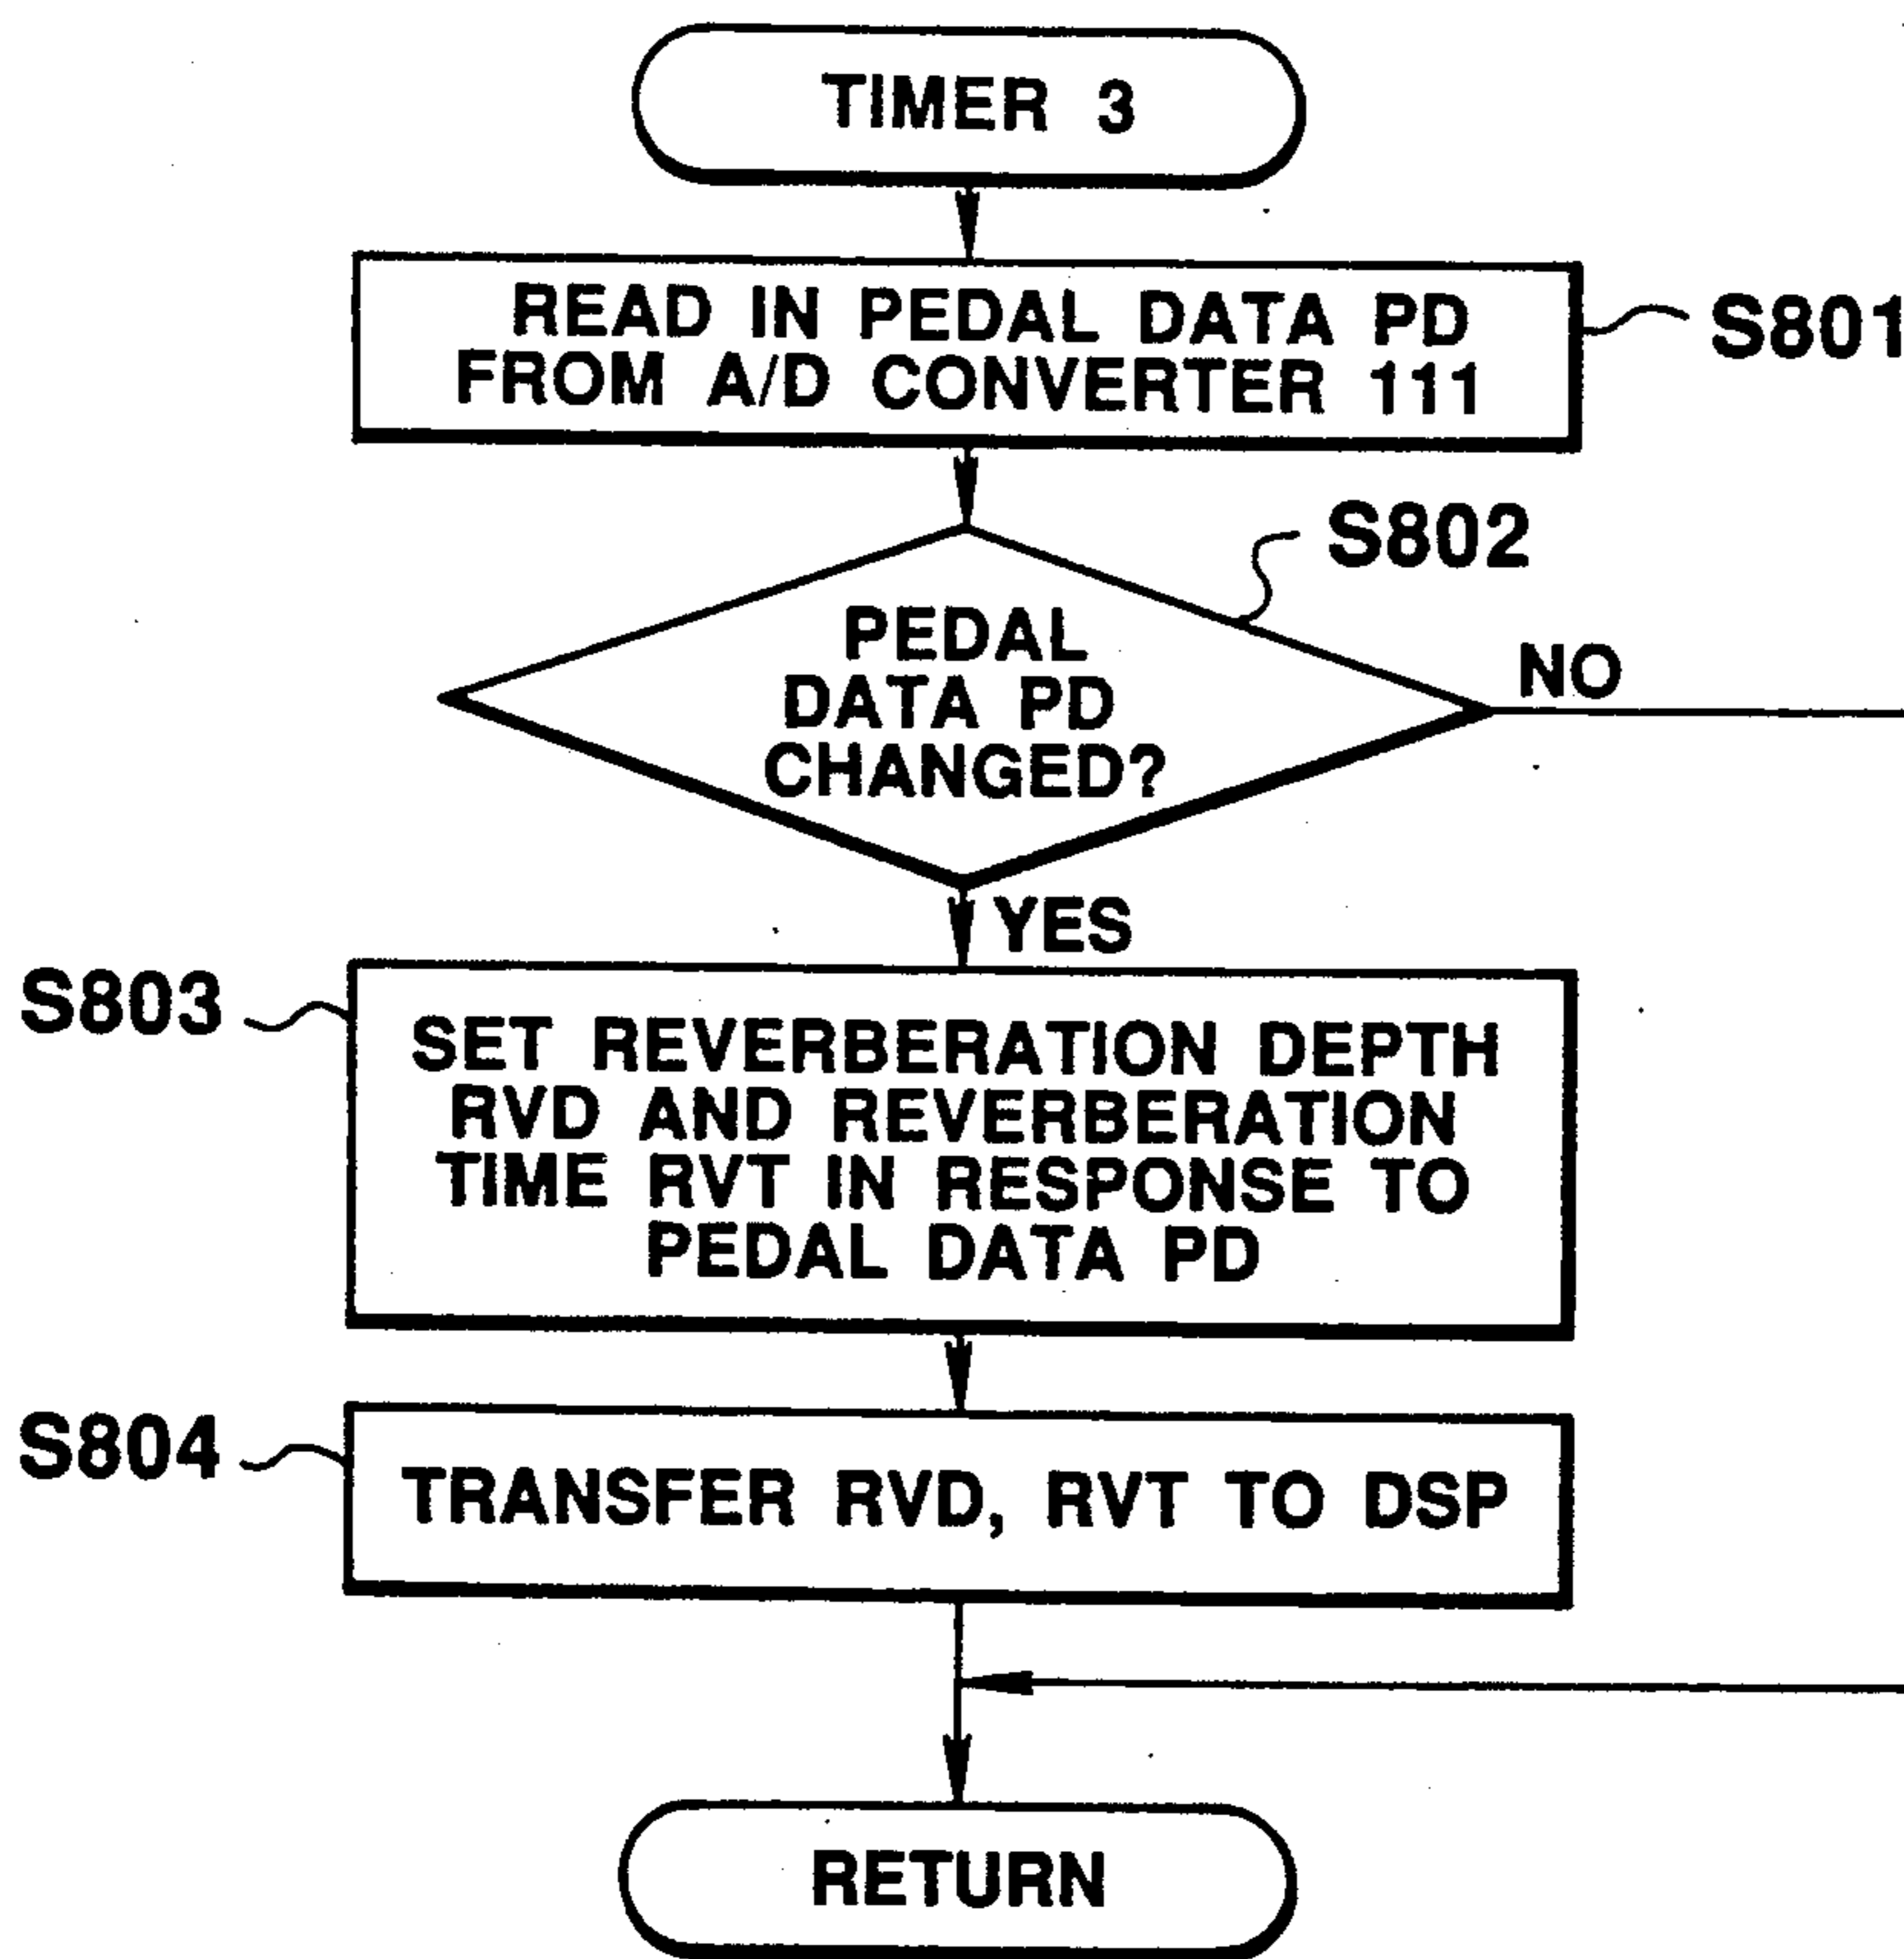 TIMER 3
READ IN PEDAL DATA PD
FROM A/D CONVERTER 111
S801
S802
PEDAL
DATA PD
CHANGED?
NO
YES
S803
SET REVERBERATION DEPTH
RVD AND REVERBERATION
TIME RVT IN RESPONSE TO
PEDAL DATA PD
S804
TRANSFER RVD, RVT TO DSP
RETURN